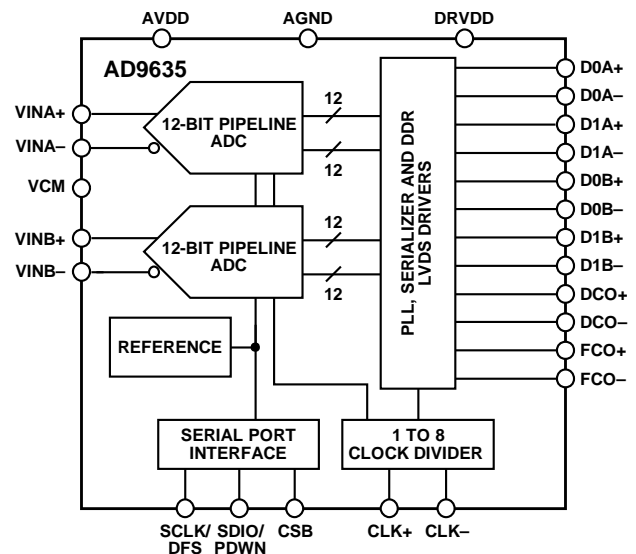 AVDD AGND DRVDD
AD9635
VINA+
VINA–
VCM
VINB+
VINB–
12-BIT PIPELINE
ADC
12
12
12-BIT PIPELINE
ADC
12
12
REFERENCE
PLL, SERIALIZER AND DDR
LVDS DRIVERS
D0A+
D0A–
D1A+
D1A–
D0B+
D0B–
D1B+
D1B–
DCO+
DCO–
FCO+
FCO–
SERIAL PORT
INTERFACE
1 TO 8
CLOCK DIVIDER
SCLK/
DFS
SDIO/
PDWN
CSB
CLK+
CLK–